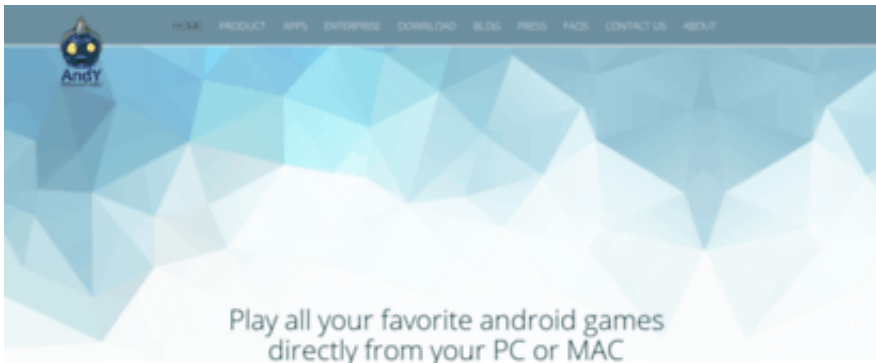 HOME PRODUCT APPS ENTERPRISE DOWNLOAD BLOG PRESS FAQS CONTACT US ABOUT
AndY
Play all your favorite android games
directly from your PC or MAC